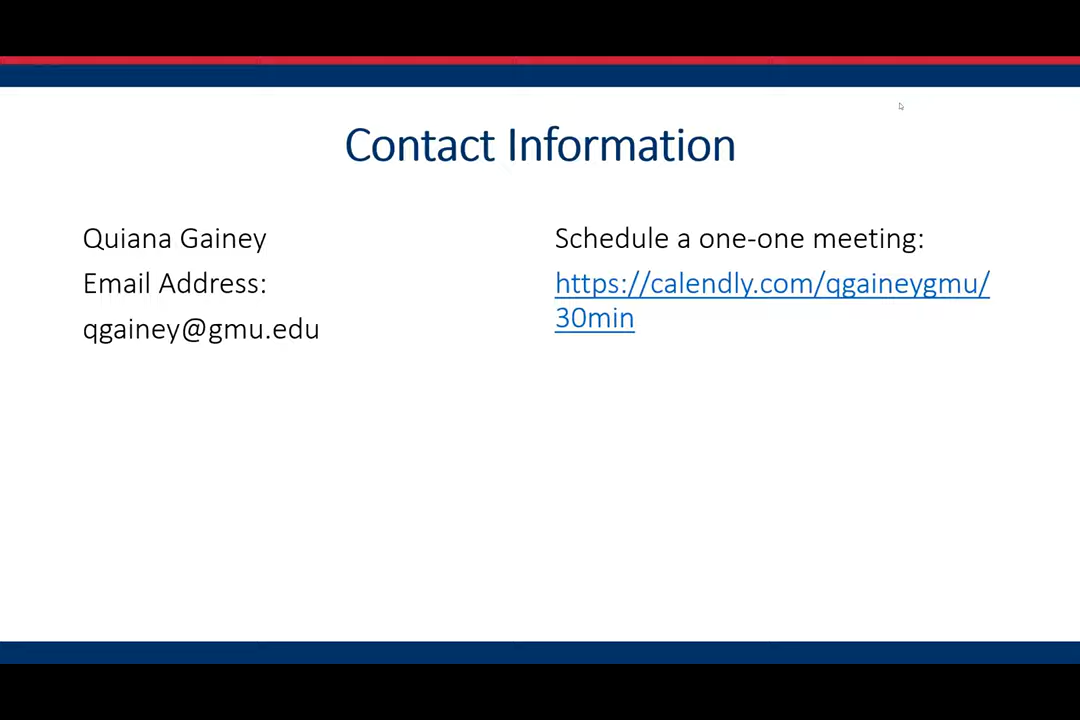 Contact Information
Quiana Gainey
Email Address:
qgainey@gmu.edu
Schedule a one-one meeting:
https://calendly.com/qgaineygmu/
30min